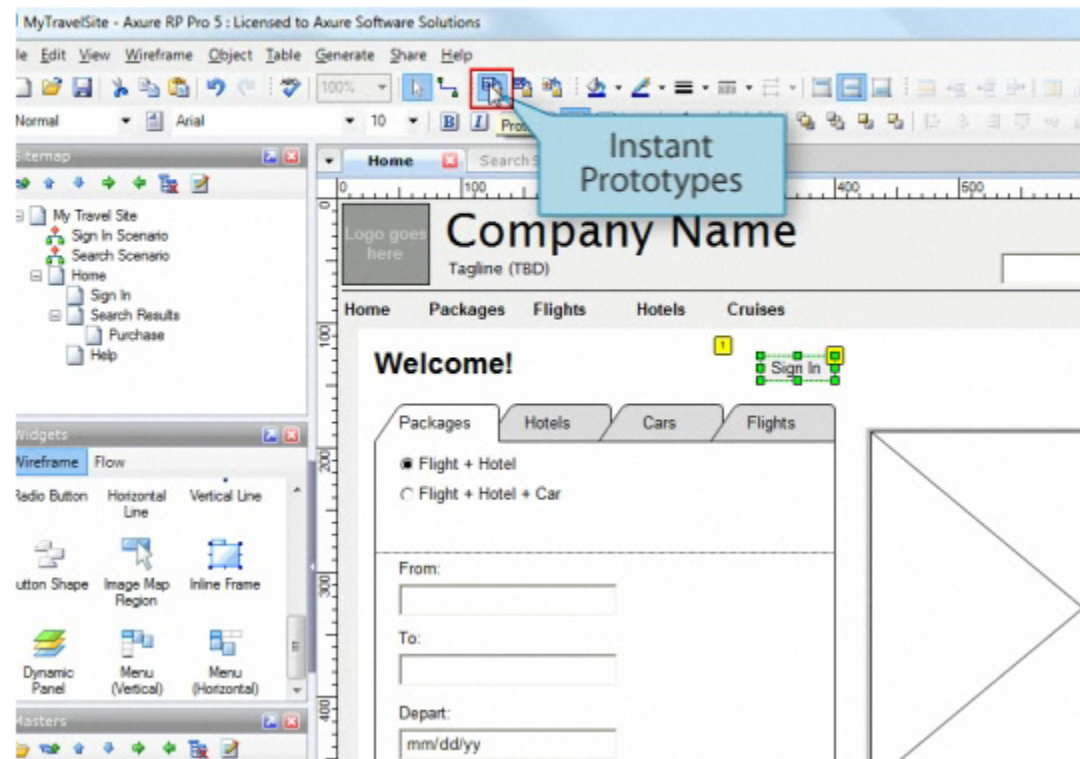 MyTravelSite - Axure RP Pro 5 : Licensed to Axure Software Solutions
le Edit View Wireframe Object Table Generate Share Help
100%
Normal Arial 10 B I Prot
Instant
Prototypes
Sitemap
Home Search S
My Travel Site
Sign In Scenario
Search Scenario
Home
Sign In
Search Results
Purchase
Help
0 100 400 500
Logo goes
here
Company Name
Tagline (TBD)
Home Packages Flights Hotels Cruises
100
Welcome!
1
Sign In
Packages Hotels Cars Flights
200
Flight + Hotel
Flight + Hotel + Car
From:
300
To:
Depart:
400
mm/dd/yy
Widgets
Wireframe Flow
Radio Button Horizontal Line Vertical Line
utton Shape Image Map Region Inline Frame
Dynamic Panel Menu (Vertical) Menu (Horizontal)
Masters